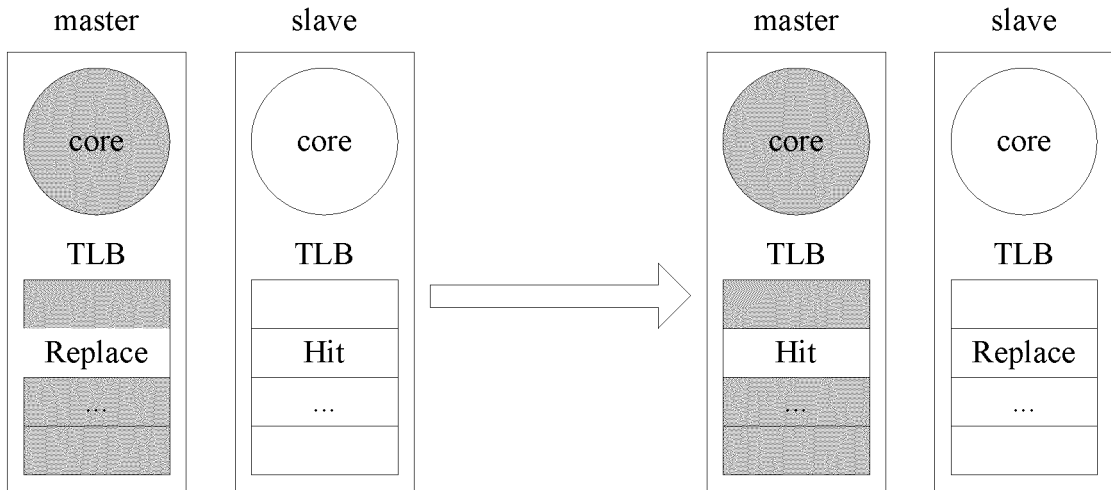 master slave master slave
core core core core
TLB TLB TLB TLB
Replace Hit Hit Replace
... ... ... ...